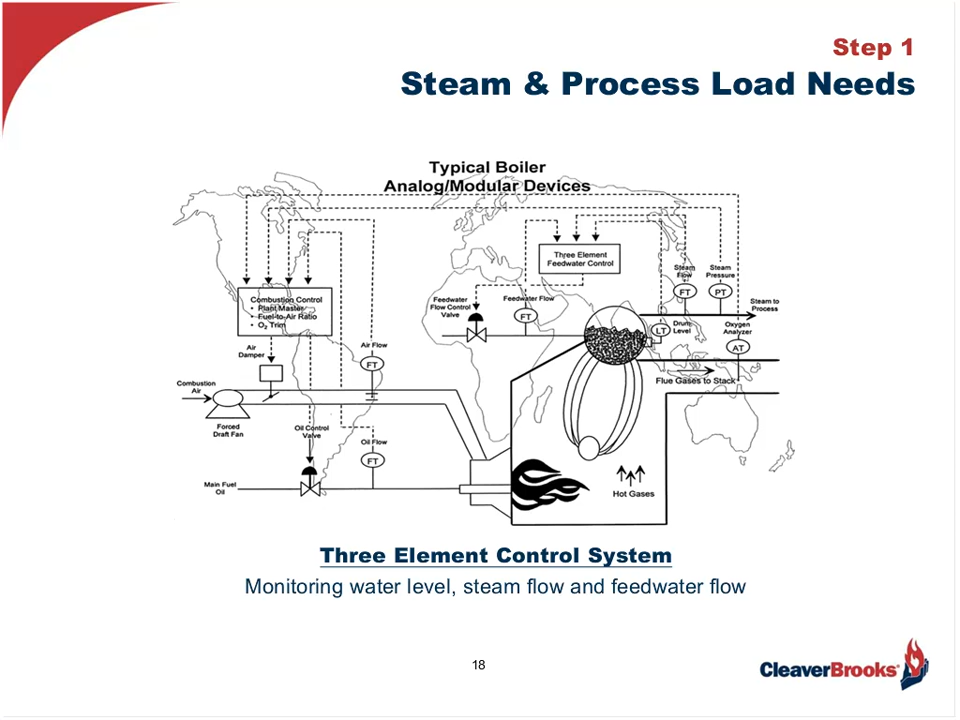 Step 1
Steam & Process Load Needs
Typical Boiler
Analog/Modular Devices
Three Element
Feedwater Control
Steam
Flow
Steam
Pressure
Combustion Control
• Plant Master
• Fuel-to-Air Ratio
• O₂ Trim
Feedwater
Flow Control
Valve
Feedwater Flow
FT
FT
PT
Steam to
Process
LT
Drum
Level
Oxygen
Analyzer
AT
Air
Damper
Air Flow
FT
Flue Gases to Stack
Combustion
Air
Forced
Draft Fan
Oil Control
Valve
Oil Flow
FT
Main Fuel
Oil
Hot Gases
Three Element Control System
Monitoring water level, steam flow and feedwater flow
18
CleaverBrooks®